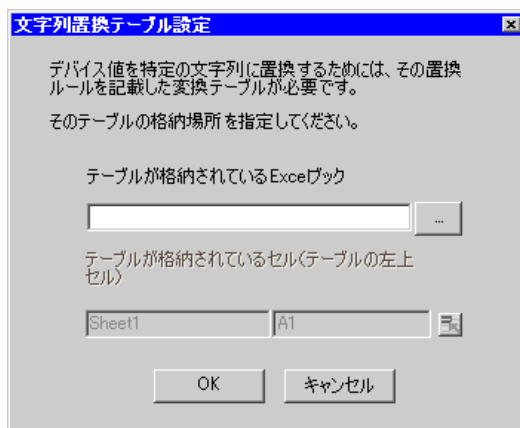 文字列置換テーブル設定
デバイス値を特定の文字列に置換するためには、その置換
ルールを記載した変換テーブルが必要です。
そのテーブルの格納場所を指定してください。
テーブルが格納されているExcelブック
...
テーブルが格納されているセル(テーブルの左上
セル)
Sheet1 A1
OK キャンセル